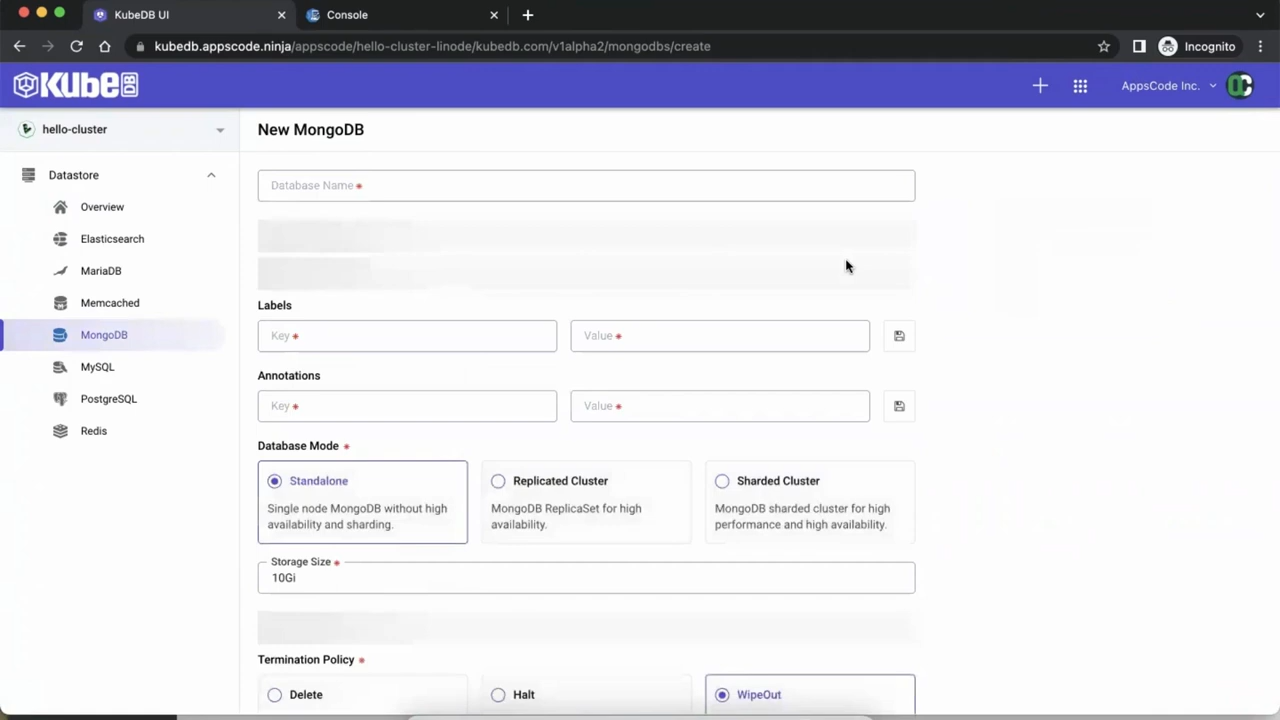 KubeDB UI
Console
kubedb.appscode.ninja/appscode/hello-cluster-linode/kubedb.com/v1alpha2/mongodbs/create
Incognito
KubeDB
AppsCode Inc.
hello-cluster
New MongoDB
Datastore
Overview
Elasticsearch
MariaDB
Memcached
MongoDB
MySQL
PostgreSQL
Redis
Database Name *
Labels
Key * Value *
Annotations
Key * Value *
Database Mode *
Standalone
Single node MongoDB without high
availability and sharding.
Replicated Cluster
MongoDB ReplicaSet for high
availability.
Sharded Cluster
MongoDB sharded cluster for high
performance and high availability.
Storage Size *
10Gi
Termination Policy *
Delete
Halt
WipeOut